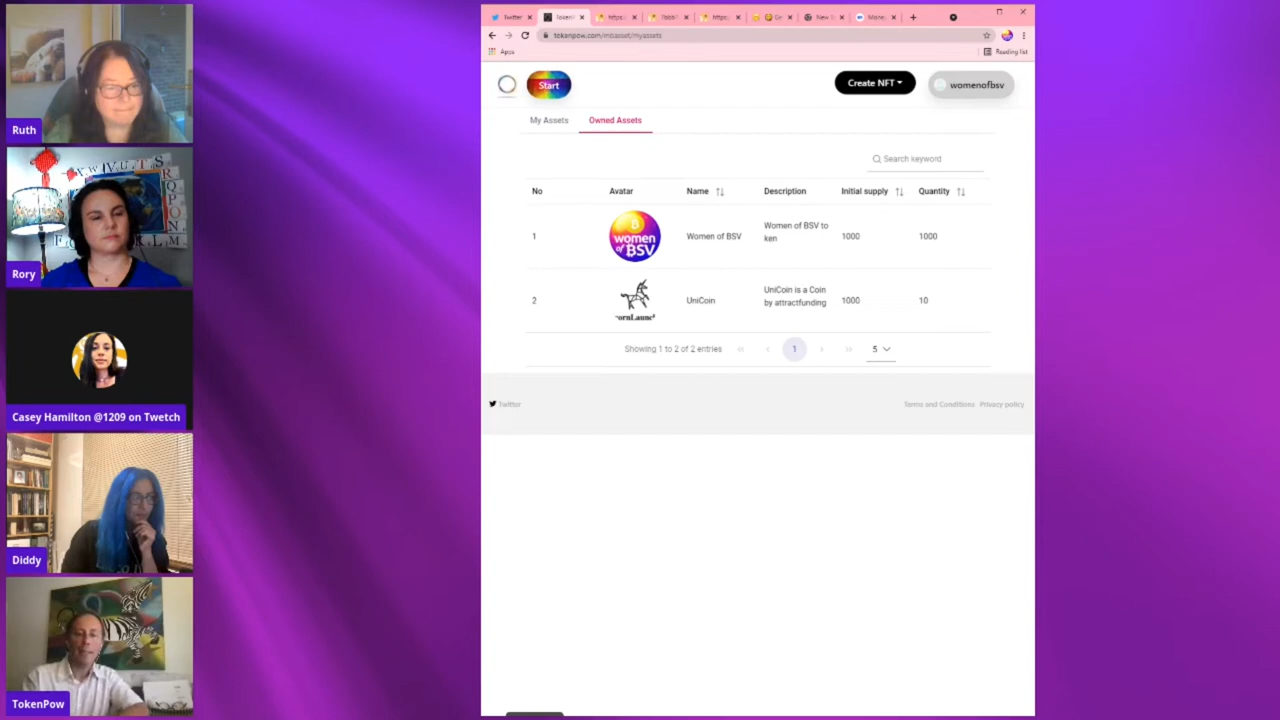 Ruth
Rory
Casey Hamilton @1209 on Twetch
Diddy
TokenPow
Twitter
tokenpow.com/mbasset/myassets
Apps
Reading list
Start
Create NFT
womenofbsv
My Assets
Owned Assets
Search keyword
No Avatar Name Description Initial supply Quantity
1 women of BSV Women of BSV Women of BSV to
ken 1000 1000
2 UniCoin UniCoin is a Coin
by attractfunding 1000 10
Showing 1 to 2 of 2 entries « ‹ 1 › » 5
Twitter
Terms and Conditions Privacy policy